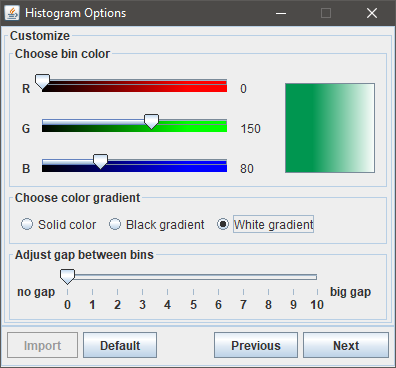 Histogram Options
Customize
Choose bin color
R 0
G 150
B 80
Choose color gradient
Solid color Black gradient White gradient
Adjust gap between bins
no gap big gap
0 1 2 3 4 5 6 7 8 9 10
Import Default Previous Next